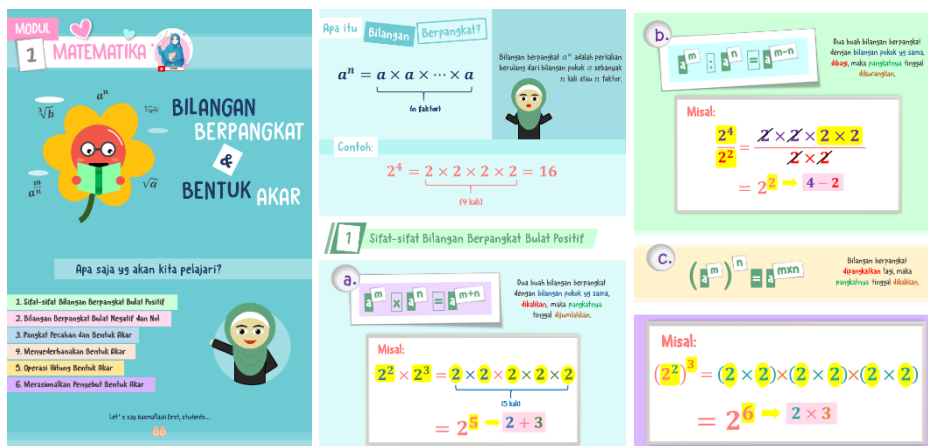 MODUL
1 MATEMATIKA
aⁿ
∛b
√a
BILANGAN
BERPANGKAT
&
BENTUK AKAR
Apa saja yg akan kita pelajari?
1. Sifat-sifat Bilangan Berpangkat Bulat Positif
2. Bilangan Berpangkat Bulat Negatif dan Nol
3. Pangkat Pecahan dan Bentuk Akar
4. Menyederhanakan Bentuk Akar
5. Operasi Hitung Bentuk Akar
6. Merasionalkan Penyebut Bentuk Akar
Let's say basmallaah first, students...
Apa itu Bilangan Berpangkat?
aⁿ = a × a × ⋯ × a
(n faktor)
Bilangan berpangkat aⁿ adalah perkalian
berulang dari bilangan pokok a sebanyak
n kali atau n faktor.
Contoh:
2⁴ = 2 × 2 × 2 × 2 = 16
(4 kali)
1 Sifat-sifat Bilangan Berpangkat Bulat Positif
a.
aᵐ × aⁿ = aᵐ⁺ⁿ
Dua buah bilangan berpangkat
dengan bilangan pokok yg sama,
dikalikan, maka pangkatnya
tinggal dijumlahkan.
Misal:
2² × 2³ = 2 × 2 × 2 × 2 × 2
(5 kali)
= 2⁵ ➡ 2 + 3
b.
aᵐ : aⁿ = aᵐ⁻ⁿ
Dua buah bilangan berpangkat
dengan bilangan pokok yg sama,
dibagi, maka pangkatnya tinggal
dikurangkan.
Misal:
2⁴/2² = 2 × 2 × 2 × 2 / 2 × 2
= 2² ➡ 4 − 2
c.
(aᵐ)ⁿ = aᵐˣⁿ
Bilangan berpangkat
dipangkatkan lagi, maka
pangkatnya tinggal dikalikan.
Misal:
(2²)³ = (2 × 2)×(2 × 2)×(2 × 2)
= 2⁶ ➡ 2 × 3